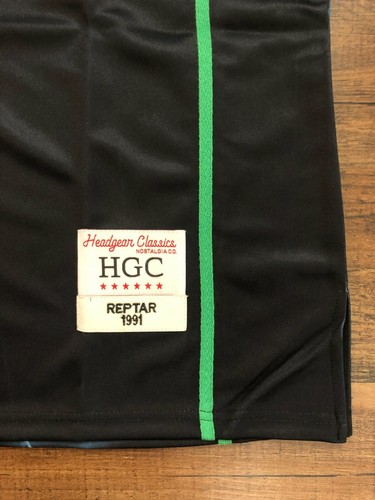 Headgear Classics
NOSTALGIA CO.
HGC
REPTAR
1991